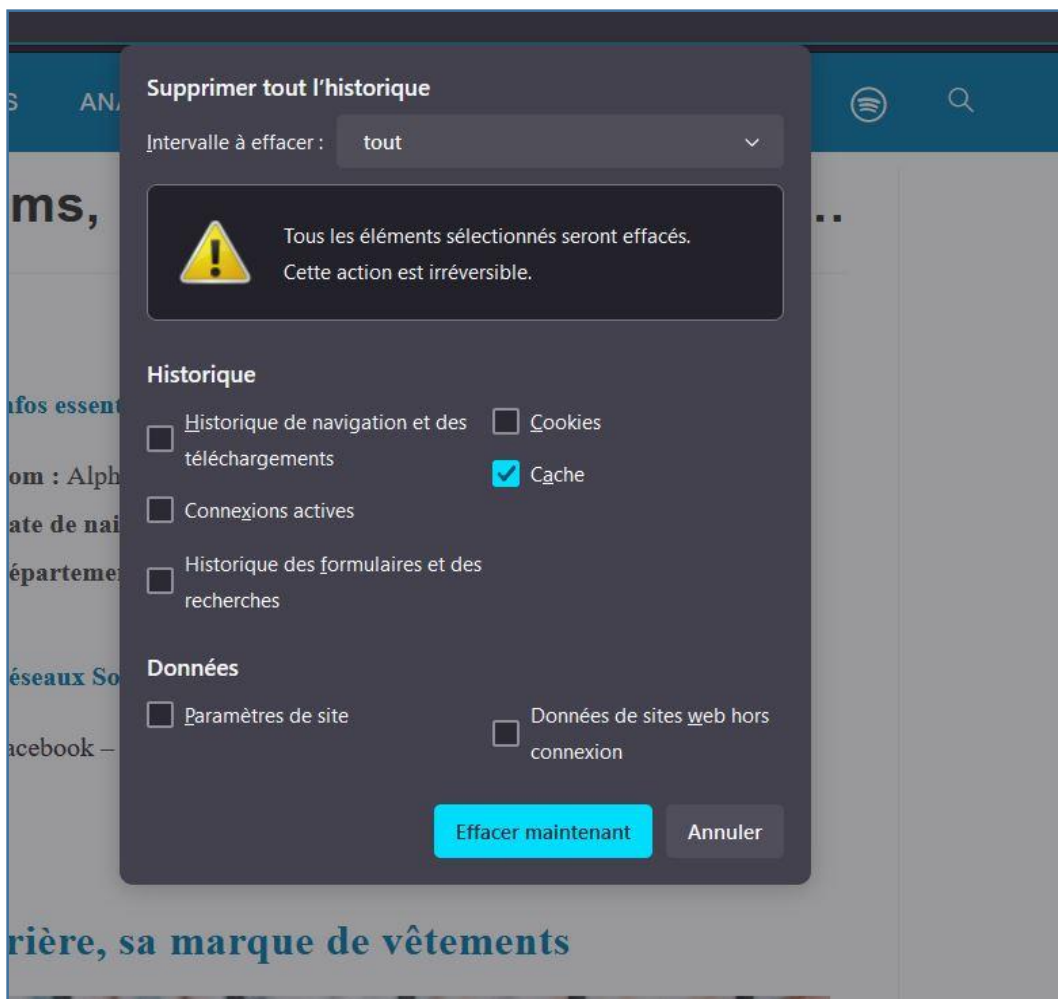 S
AN
Supprimer tout l'historique
Intervalle à effacer :
tout
ms,
...
Tous les éléments sélectionnés seront effacés.
Cette action est irréversible.
Historique
Historique de navigation et des
téléchargements
Cookies
Cache
Connexions actives
Historique des formulaires et des
recherches
nfos essent
om : Alph
ate de nai
épartemen
Données
éseaux So
Paramètres de site
Données de sites web hors
connexion
acebook –
Effacer maintenant
Annuler
rière, sa marque de vêtements